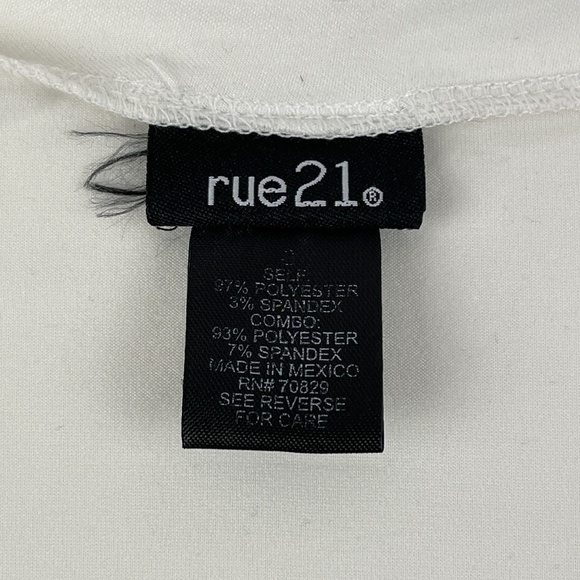 rue21®
SELF:
97% POLYESTER
3% SPANDEX
COMBO:
93% POLYESTER
7% SPANDEX
MADE IN MEXICO
RN# 70829
SEE REVERSE
FOR CARE